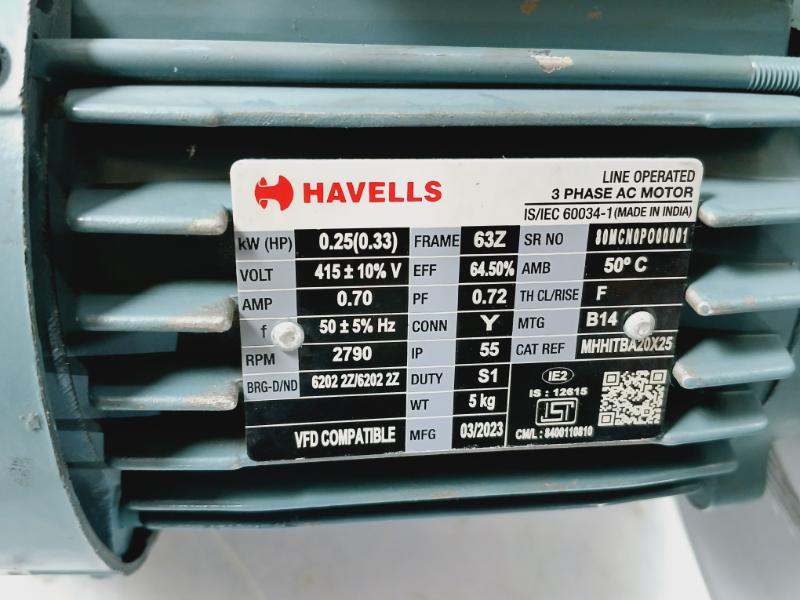 HAVELLS
LINE OPERATED
3 PHASE AC MOTOR
IS/IEC 60034-1 (MADE IN INDIA)
kW (HP) 0.25(0.33) FRAME 63Z SR NO 80MCN0PO00001
VOLT 415 ± 10% V EFF 64.50% AMB 50° C
AMP 0.70 PF 0.72 TH CL/RISE F
f 50 ± 5% Hz CONN Y MTG B14
RPM 2790 IP 55 CAT REF MHHITBA20X25
BRG-D/ND 6202 2Z/6202 2Z DUTY S1 IE2
WT 5 kg IS : 12615
VFD COMPATIBLE MFG 03/2023 CM/L : 8400110810